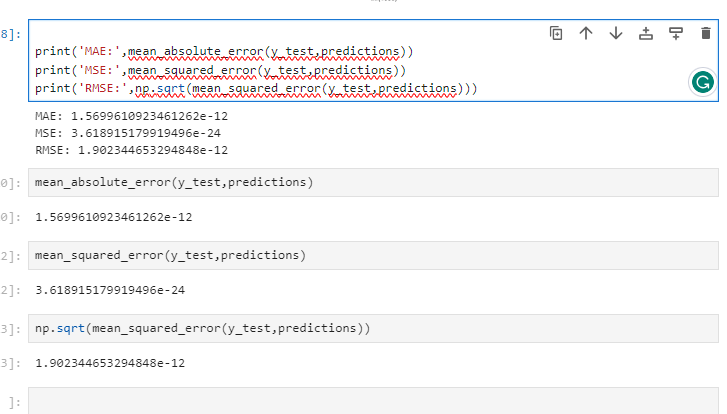 8]:
print('MAE:',mean_absolute_error(y_test,predictions))
print('MSE:',mean_squared_error(y_test,predictions))
print('RMSE:',np.sqrt(mean_squared_error(y_test,predictions)))
MAE: 1.5699610923461262e-12
MSE: 3.618915179919496e-24
RMSE: 1.902344653294848e-12
0]: mean_absolute_error(y_test,predictions)
0]: 1.5699610923461262e-12
2]: mean_squared_error(y_test,predictions)
2]: 3.618915179919496e-24
3]: np.sqrt(mean_squared_error(y_test,predictions))
3]: 1.902344653294848e-12
]: